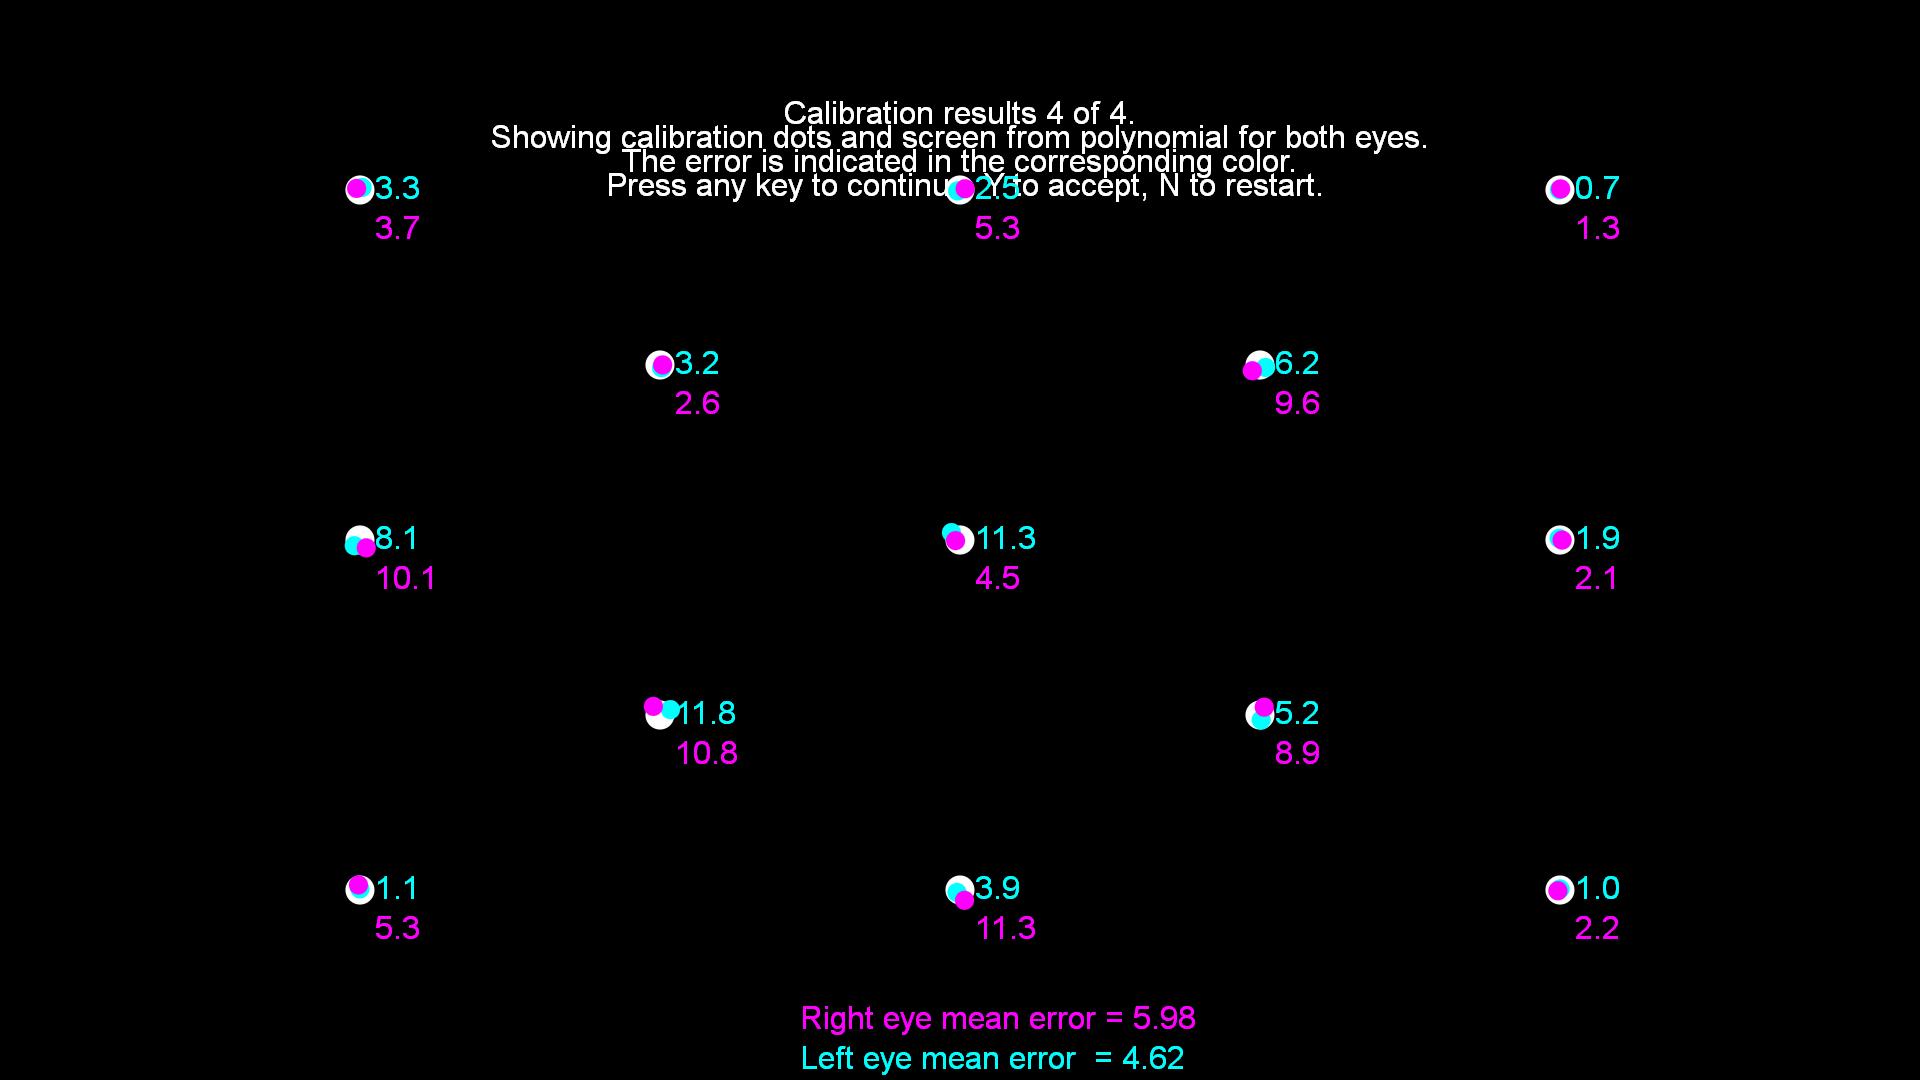 Calibration results 4 of 4.
Showing calibration dots and screen from polynomial for both eyes.
The error is indicated in the corresponding color.
Press any key to continue, Y to accept, N to restart.
3.3 2.5 0.7
3.7 5.3 1.3
3.2 6.2
2.6 9.6
8.1 11.3 1.9
10.1 4.5 2.1
11.8 5.2
10.8 8.9
1.1 3.9 1.0
5.3 11.3 2.2
Right eye mean error = 5.98
Left eye mean error = 4.62